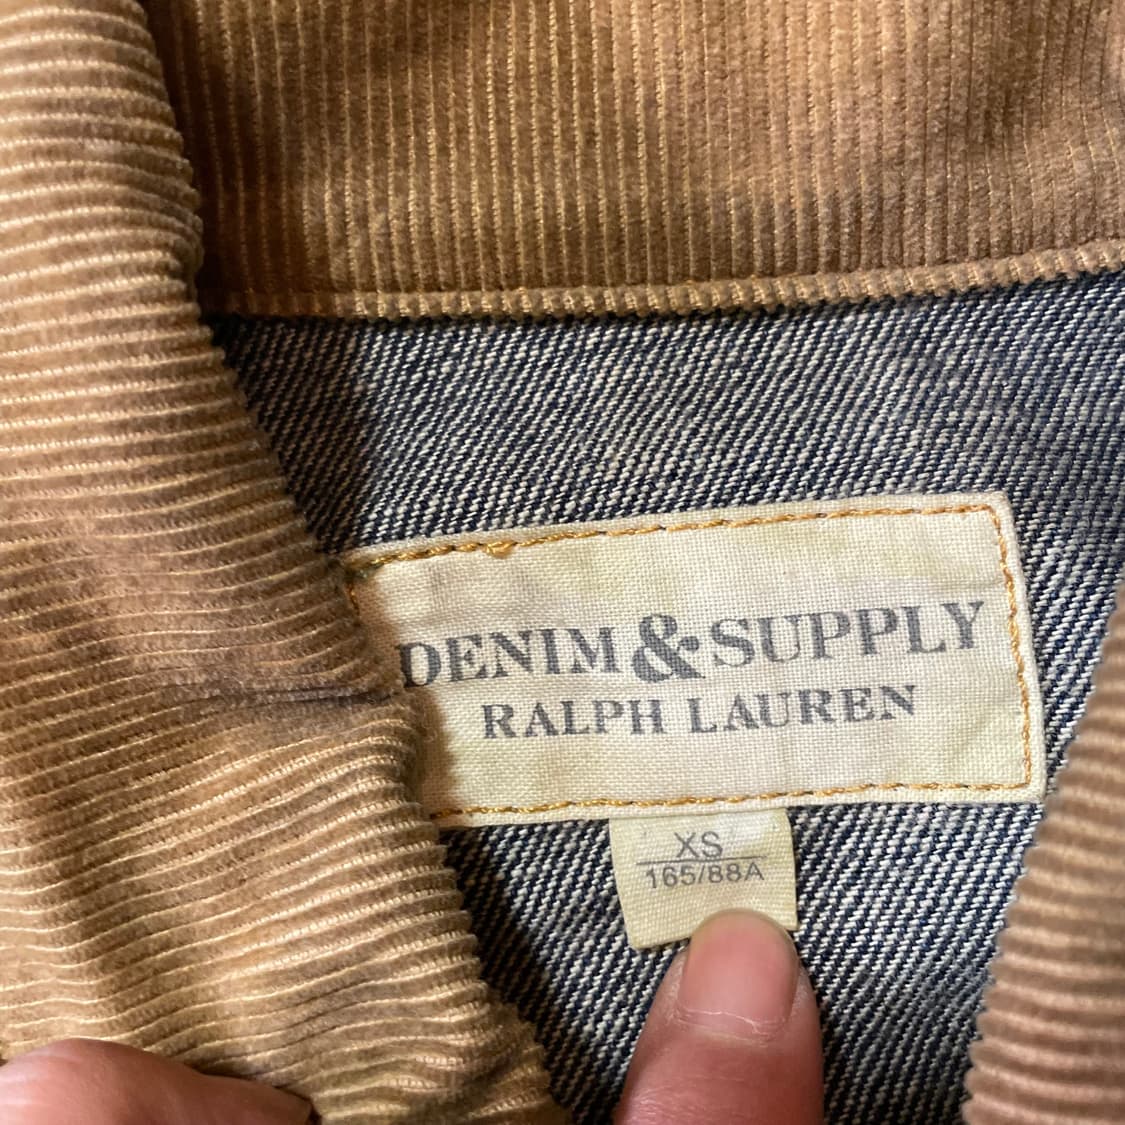 DENIM & SUPPLY
RALPH LAUREN
XS
165/88A